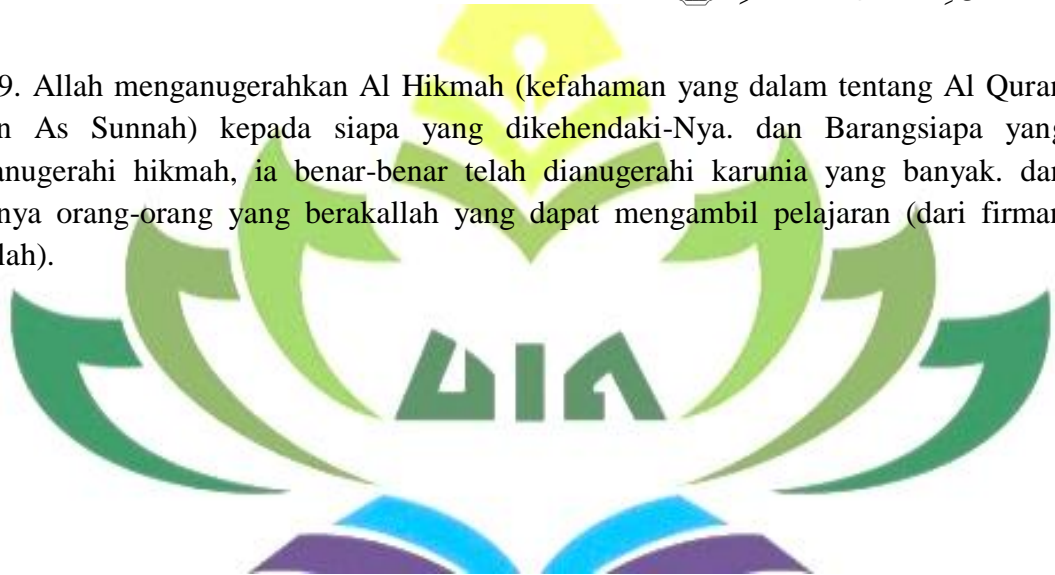 9. Allah menganugerahkan Al Hikmah (kefahaman yang dalam tentang Al Quran
n As Sunnah) kepada siapa yang dikehendaki-Nya. dan Barangsiapa yang
anugerahi hikmah, ia benar-benar telah dianugerahi karunia yang banyak. dan
nya orang-orang yang berakallah yang dapat mengambil pelajaran (dari firman
lah).
UIN